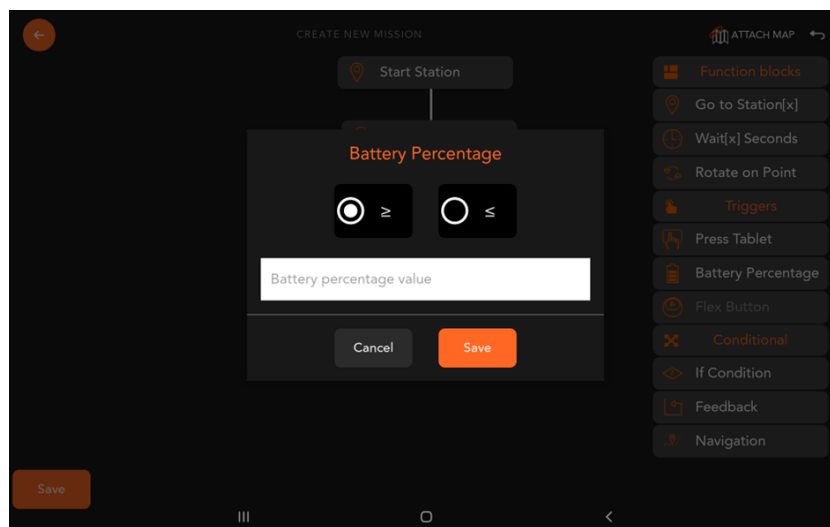 CREATE NEW MISSION
ATTACH MAP
Start Station
Function blocks
Go to Station[x]
Wait[x] Seconds
Rotate on Point
Triggers
Press Tablet
Battery Percentage
Flex Button
Conditional
If Condition
Feedback
Navigation
Battery Percentage
≥ ≤
Battery percentage value
Cancel Save
Save